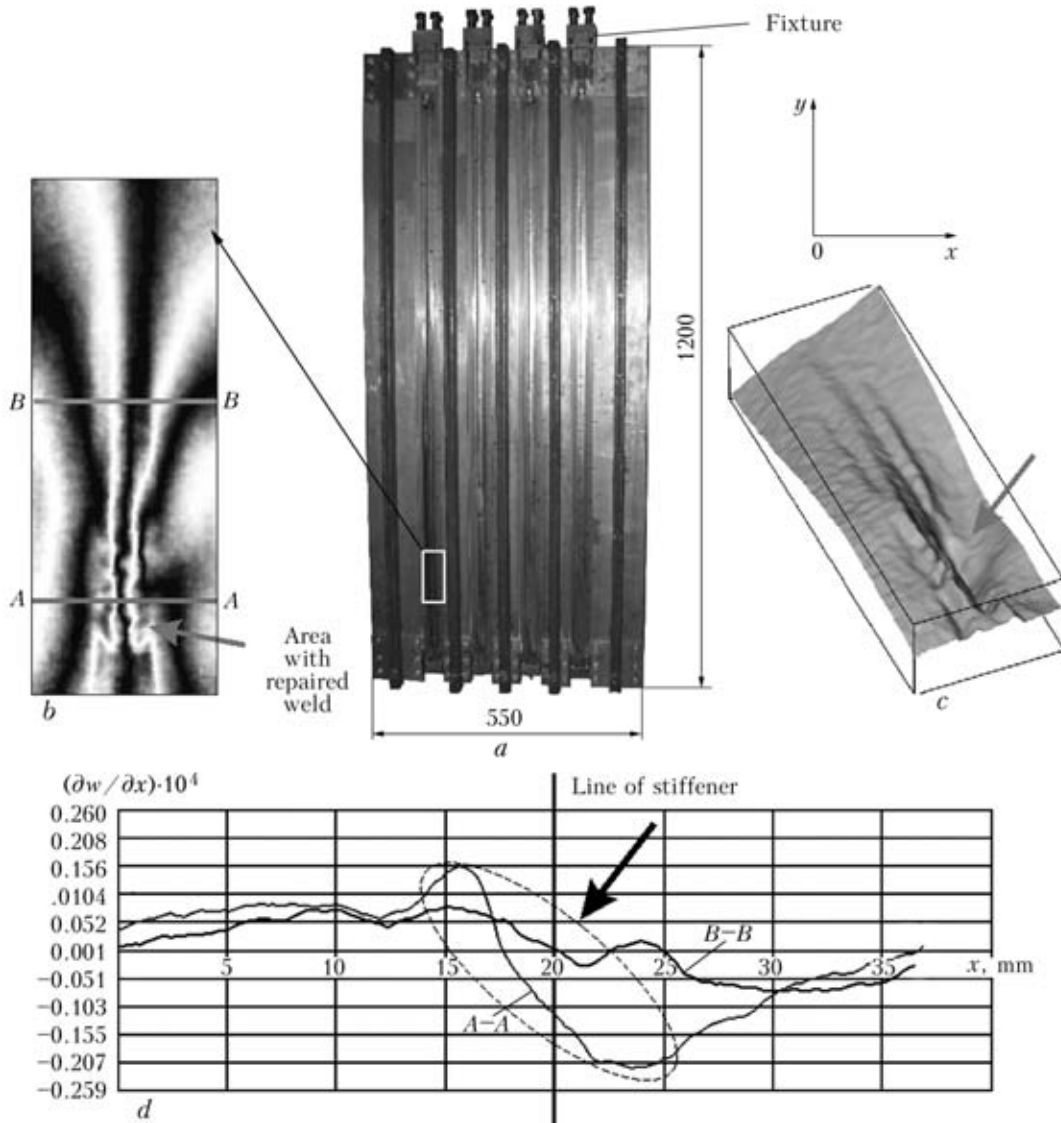 Fixture
y
0
x
1200
B
B
A
A
Area
with
repaired
weld
b
550
a
c
(∂w/∂x)·10⁴
Line of stiffener
0.260
0.208
0.156
.0104
0.052
0.001
−0.051
−0.103
−0.155
−0.207
−0.259
5
10
15
20
25
30
35
x, mm
B–B
A–A
d